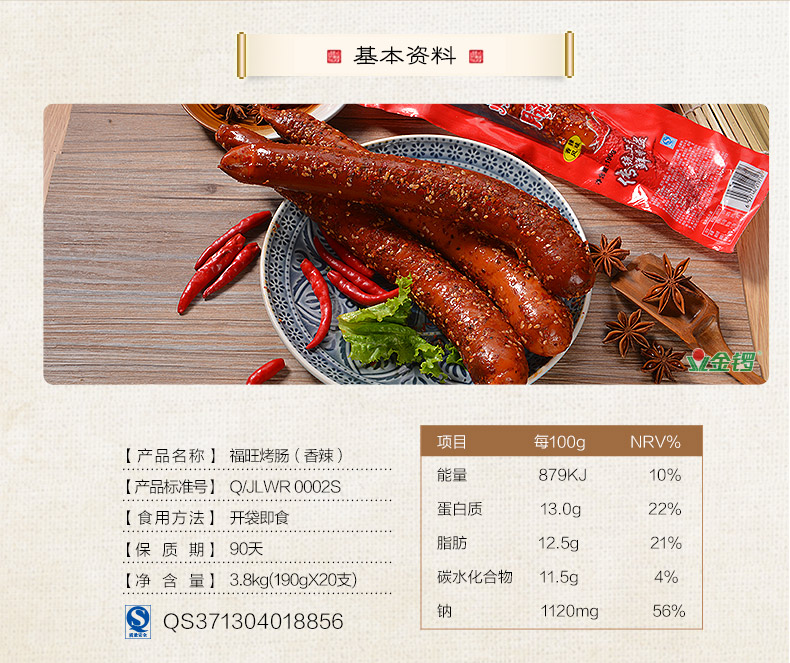 基本资料
传统烤肠
金锣
【产品名称】 福旺烤肠（香辣）
【产品标准号】 Q/JLWR 0002S
【食用方法】 开袋即食
【保 质 期】 90天
【净 含 量】 3.8kg(190gX20支)
QS371304018856
项目 每100g NRV%
能量 879KJ 10%
蛋白质 13.0g 22%
脂肪 12.5g 21%
碳水化合物 11.5g 4%
钠 1120mg 56%